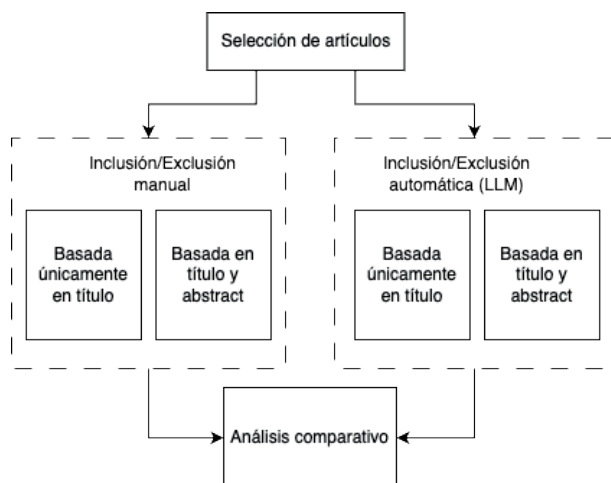 Selección de artículos
Inclusión/Exclusión
manual
Basada
únicamente
en título
Basada en
título y
abstract
Inclusión/Exclusión
automática (LLM)
Basada
únicamente
en título
Basada en
título y
abstract
Análisis comparativo